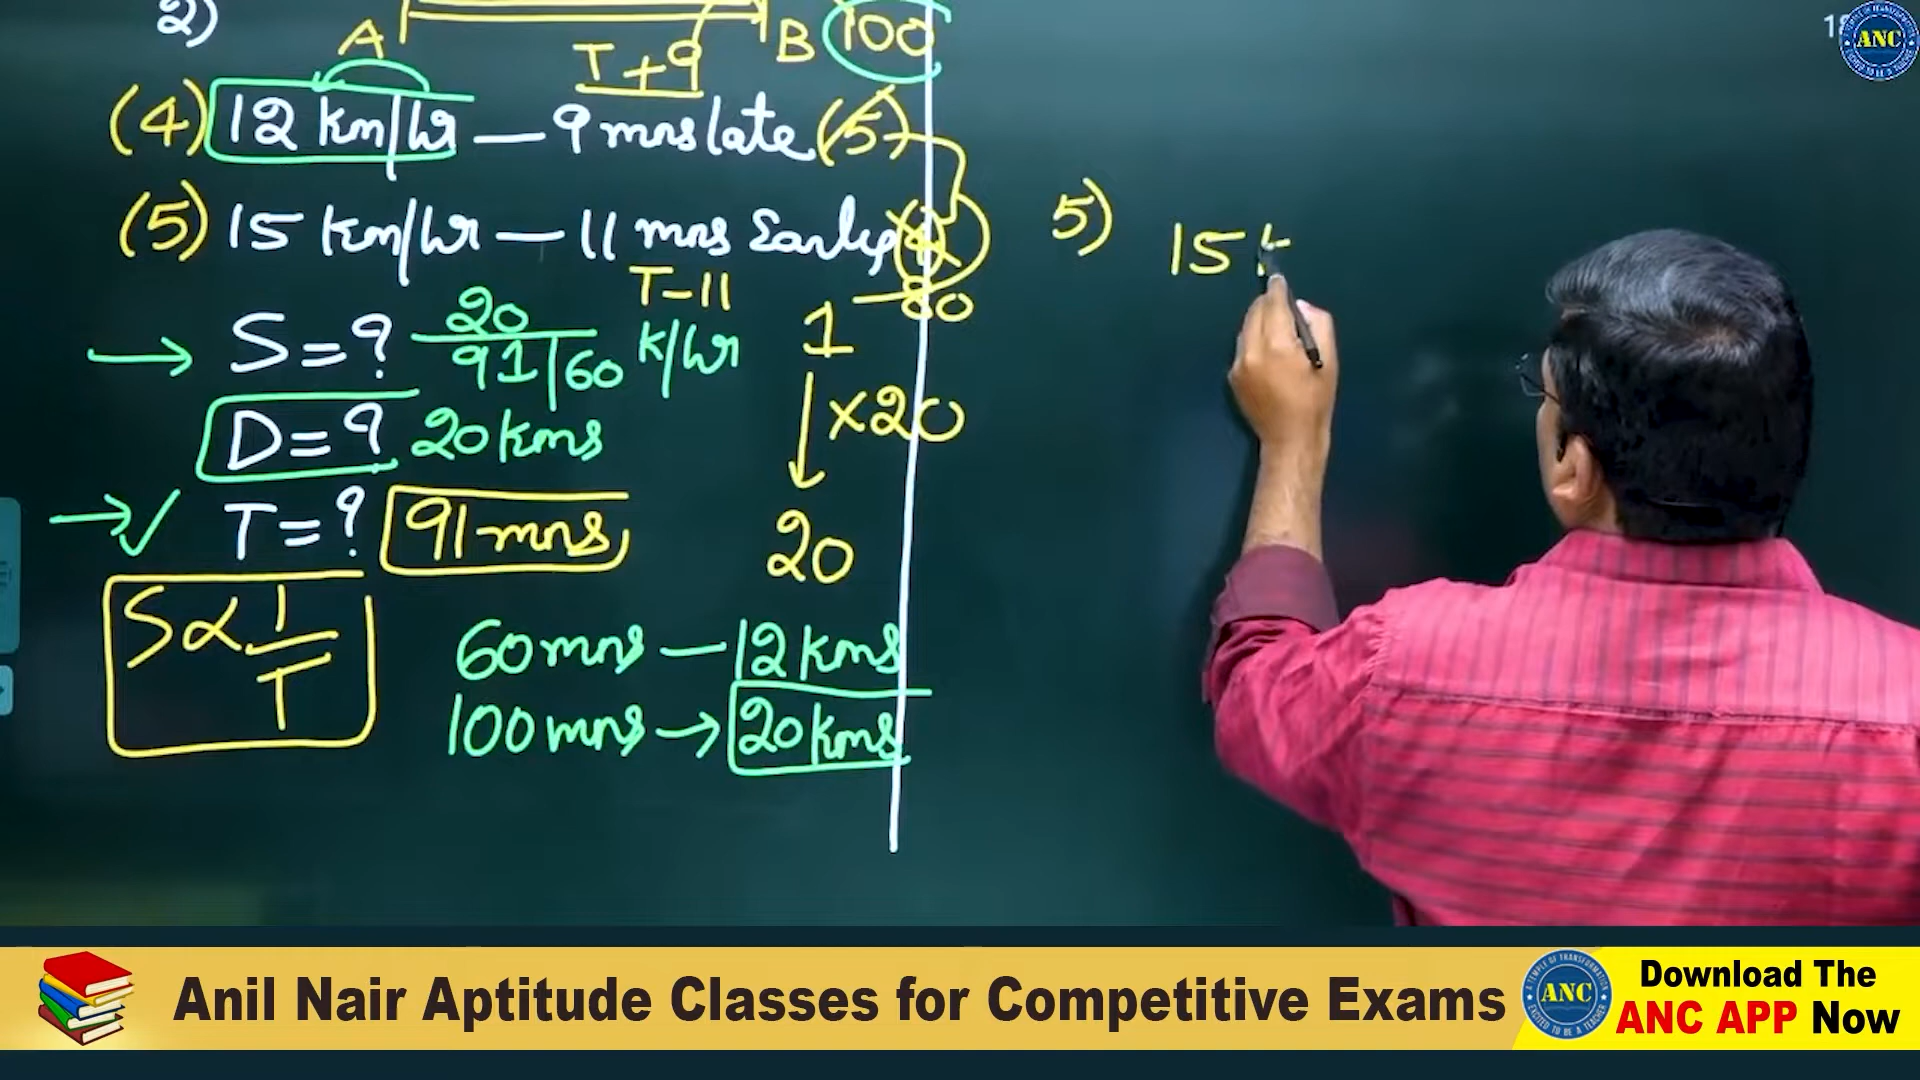 2)
A T+9 B 100
(4) 12 km/hr — 9 mns late (5)
(5) 15 km/hr — 11 mns Early (4)
T-11
80
S=? 20 / 91/60 k/hr 1
×20
D=? 20 kms
T=? 91 mns 20
S∝1/T
60 mns — 12 kms
100 mns → 20 kms
5) 15
ANC
Anil Nair Aptitude Classes for Competitive Exams
ANC
Download The
ANC APP Now